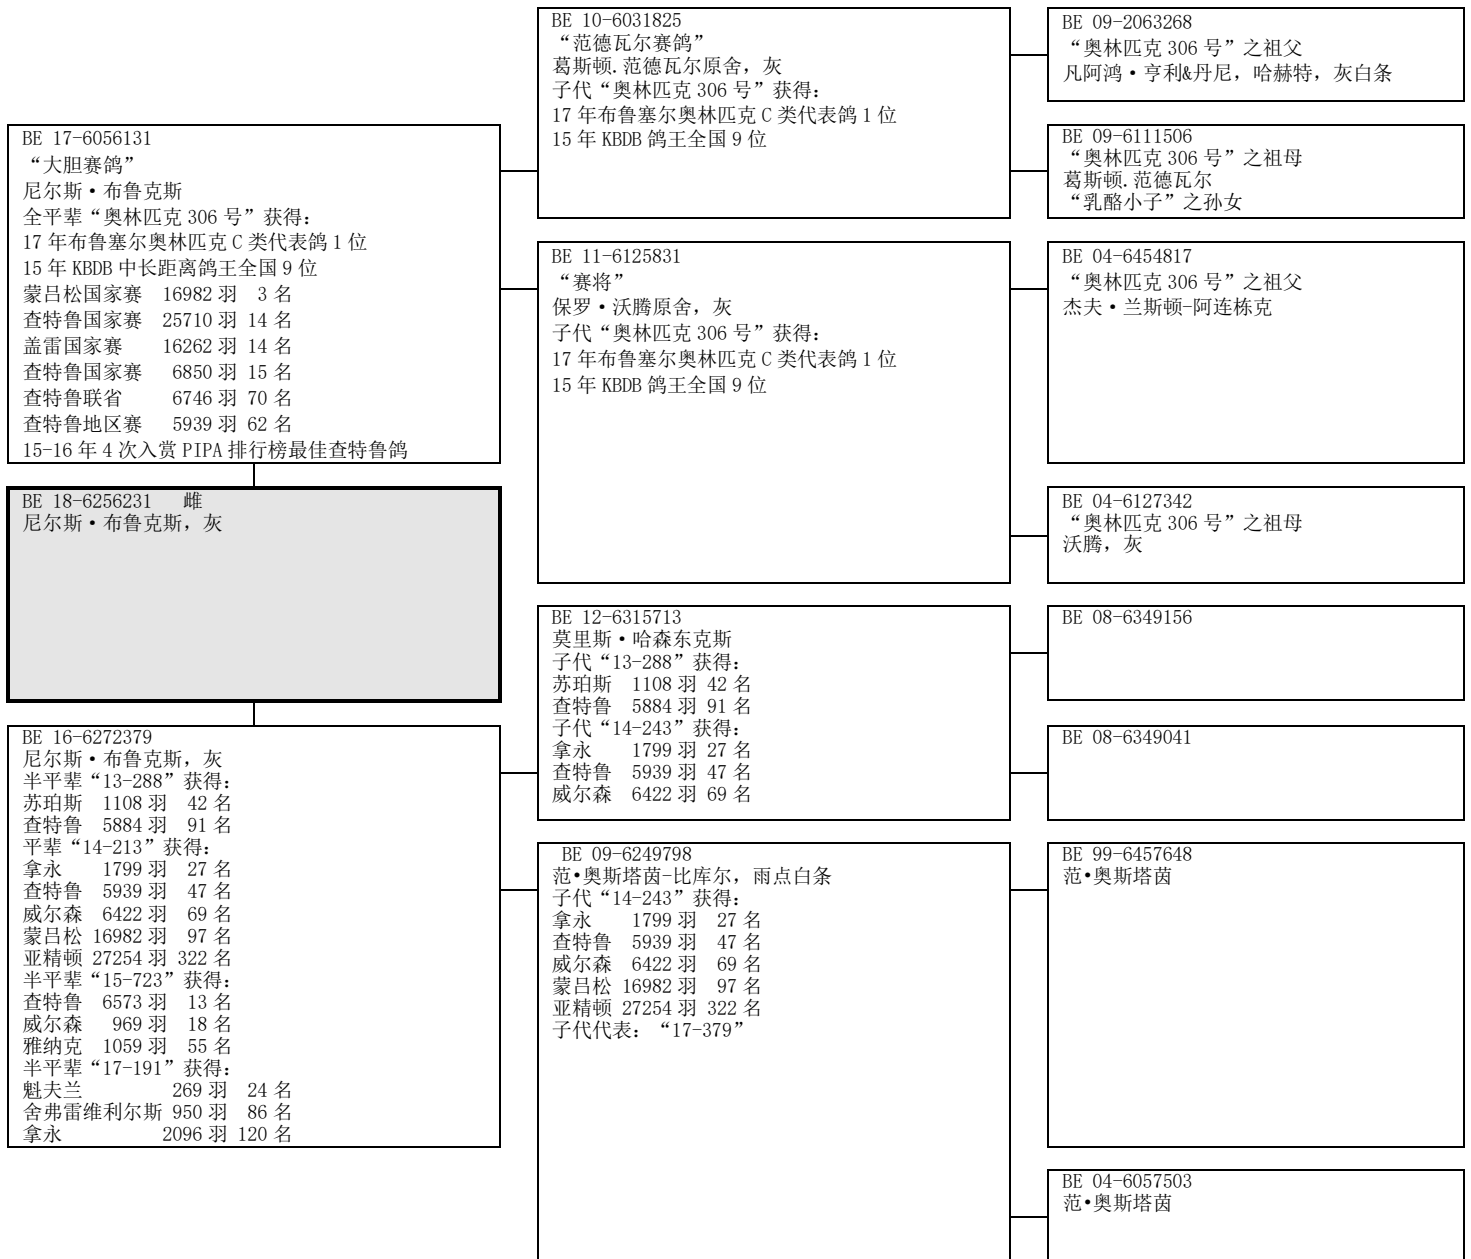 BE 17-6056131
“大胆赛鸽”
尼尔斯•布鲁克斯
全平辈“奥林匹克 306 号”获得:
17 年布鲁塞尔奥林匹克 C 类代表鸽 1 位
15 年 KBDB 中长距离鸽王全国 9 位
蒙吕松国家赛 16982 羽 3 名
查特鲁国家赛 25710 羽 14 名
盖雷国家赛 16262 羽 14 名
查特鲁国家赛 6850 羽 15 名
查特鲁联省 6746 羽 70 名
查特鲁地区赛 5939 羽 62 名
15-16 年 4 次入赏 PIPA 排行榜最佳查特鲁鸽
BE 18-6256231 雌
尼尔斯•布鲁克斯, 灰
BE 16-6272379
尼尔斯•布鲁克斯, 灰
半平辈“13-288”获得:
苏珀斯 1108 羽 42 名
查特鲁 5884 羽 91 名
平辈“14-213”获得:
拿永 1799 羽 27 名
查特鲁 5939 羽 47 名
威尔森 6422 羽 69 名
蒙吕松 16982 羽 97 名
亚精顿 27254 羽 322 名
半平辈“15-723”获得:
查特鲁 6573 羽 13 名
威尔森 969 羽 18 名
雅纳克 1059 羽 55 名
半平辈“17-191”获得:
魁夫兰 269 羽 24 名
舍弗雷维利尔斯 950 羽 86 名
拿永 2096 羽 120 名
BE 10-6031825
“范德瓦尔赛鸽”
葛斯顿.范德瓦尔原舍, 灰
子代“奥林匹克 306 号”获得:
17 年布鲁塞尔奥林匹克 C 类代表鸽 1 位
15 年 KBDB 鸽王全国 9 位
BE 11-6125831
“赛将”
保罗•沃腾原舍, 灰
子代“奥林匹克 306 号”获得:
17 年布鲁塞尔奥林匹克 C 类代表鸽 1 位
15 年 KBDB 鸽王全国 9 位
BE 12-6315713
莫里斯•哈森东克斯
子代“13-288”获得:
苏珀斯 1108 羽 42 名
查特鲁 5884 羽 91 名
子代“14-243”获得:
拿永 1799 羽 27 名
查特鲁 5939 羽 47 名
威尔森 6422 羽 69 名
BE 09-6249798
范•奥斯塔茵-比库尔, 雨点白条
子代“14-243”获得:
拿永 1799 羽 27 名
查特鲁 5939 羽 47 名
威尔森 6422 羽 69 名
蒙吕松 16982 羽 97 名
亚精顿 27254 羽 322 名
子代代表: “17-379”
BE 09-2063268
“奥林匹克 306 号”之祖父
凡阿鸿•亨利&丹尼, 哈赫特, 灰白条
BE 09-6111506
“奥林匹克 306 号”之祖母
葛斯顿.范德瓦尔
“乳酪小子”之孙女
BE 04-6454817
“奥林匹克 306 号”之祖父
杰夫•兰斯顿-阿连栋克
BE 04-6127342
“奥林匹克 306 号”之祖母
沃腾, 灰
BE 08-6349156
BE 08-6349041
BE 99-6457648
范•奥斯塔茵
BE 04-6057503
范•奥斯塔茵